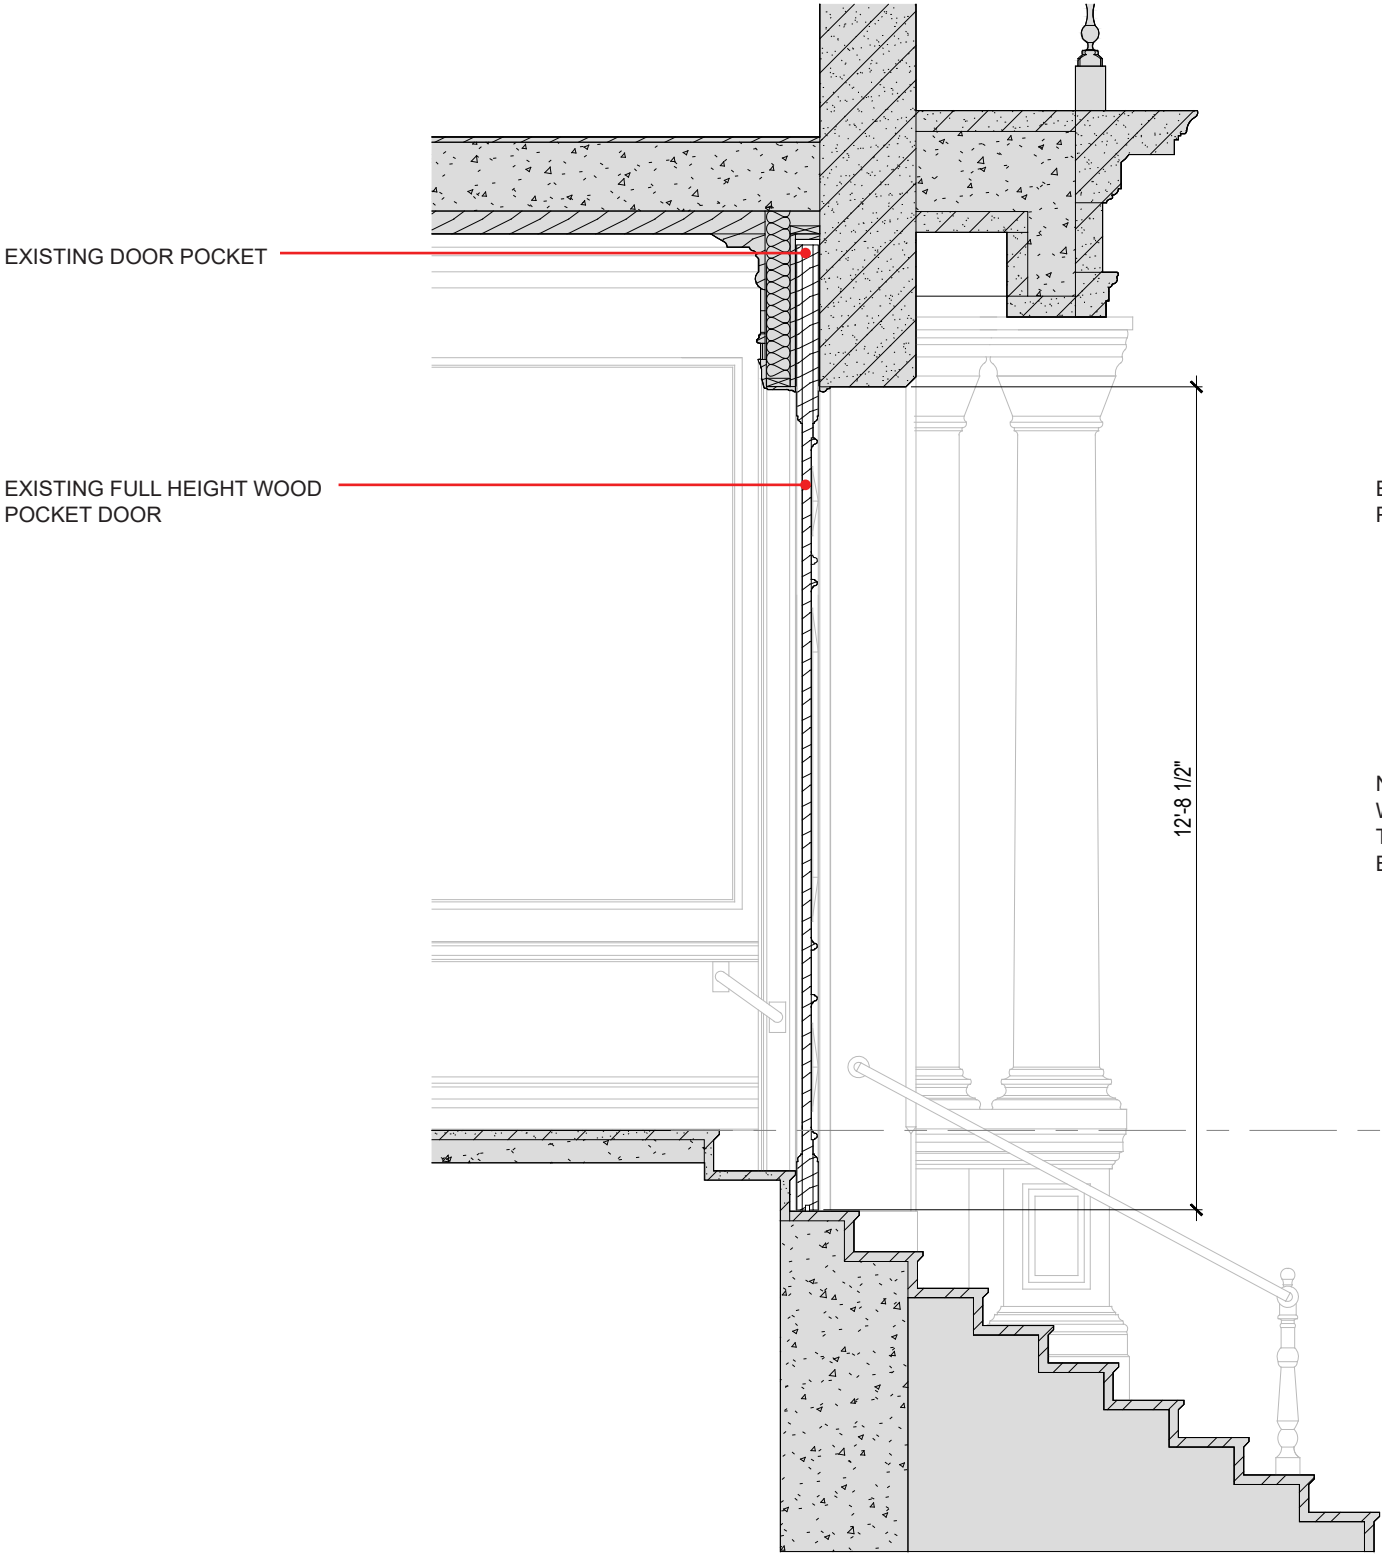 EXISTING DOOR POCKET
EXISTING FULL HEIGHT WOOD
POCKET DOOR
12'-8 1/2"